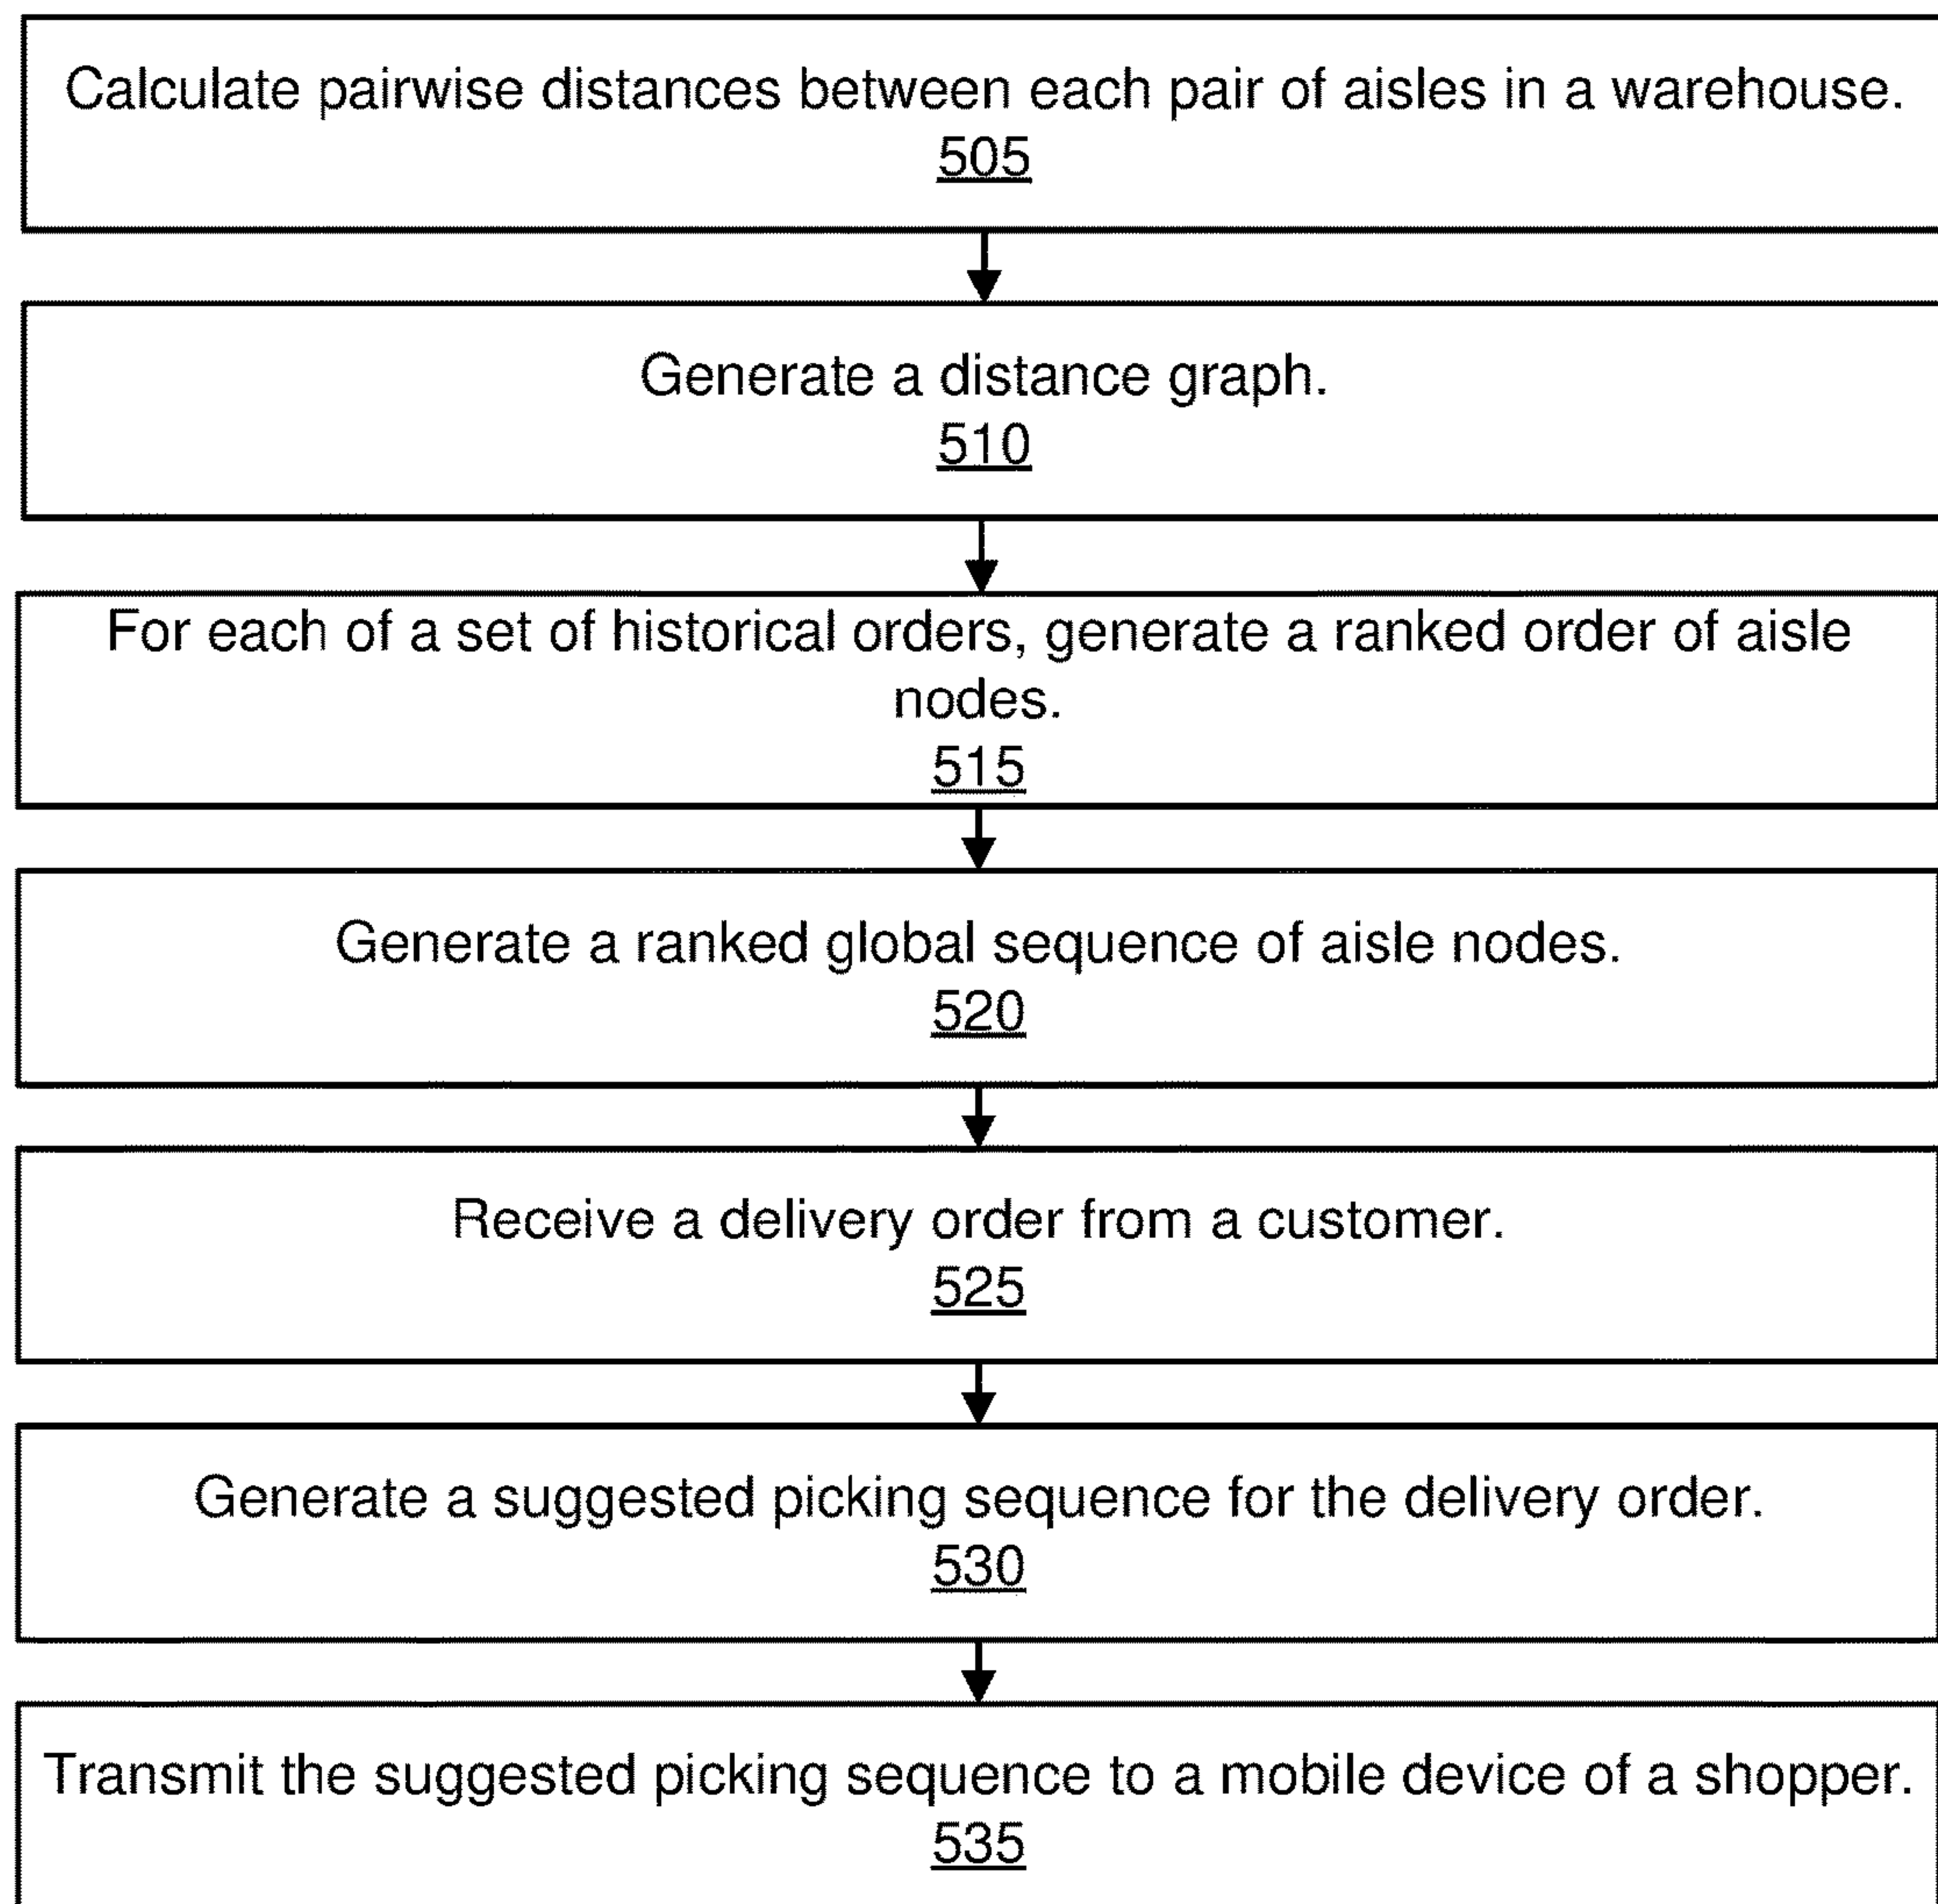 Calculate pairwise distances between each pair of aisles in a warehouse.
505
Generate a distance graph.
510
For each of a set of historical orders, generate a ranked order of aisle
nodes.
515
Generate a ranked global sequence of aisle nodes.
520
Receive a delivery order from a customer.
525
Generate a suggested picking sequence for the delivery order.
530
Transmit the suggested picking sequence to a mobile device of a shopper.
535